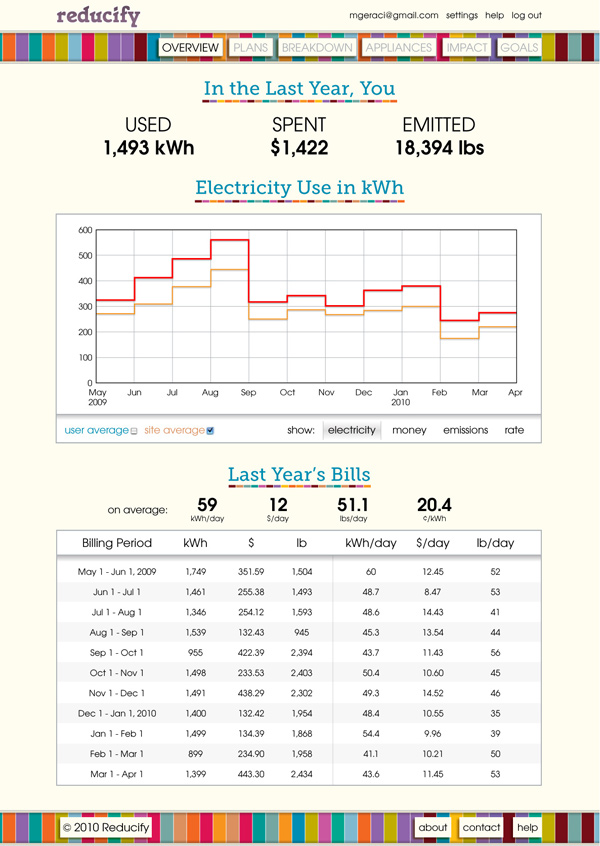 reducify
mgeraci@gmail.com settings help log out
OVERVIEW PLANS BREAKDOWN APPLIANCES IMPACT GOALS
In the Last Year, You
USED SPENT EMITTED
1,493 kWh $1,422 18,394 lbs
Electricity Use in kWh
600
500
400
300
200
100
0
May Jun Jul Aug Sep Oct Nov Dec Jan Feb Mar Apr
2009 2010
user average site average show: electricity money emissions rate
Last Year's Bills
on average: 59 12 51.1 20.4
kWh/day $/day lbs/day ¢/kWh
Billing Period kWh $ lb kWh/day $/day lb/day
May 1 - Jun 1, 2009 1,749 351.59 1,504 60 12.45 52
Jun 1 - Jul 1 1,461 255.38 1,493 48.7 8.47 53
Jul 1 - Aug 1 1,346 254.12 1,593 48.6 14.43 41
Aug 1 - Sep 1 1,539 132.43 945 45.3 13.54 44
Sep 1 - Oct 1 955 422.39 2,394 43.7 11.43 56
Oct 1 - Nov 1 1,498 233.53 2,403 50.4 10.60 45
Nov 1 - Dec 1 1,491 438.29 2,302 49.3 14.52 46
Dec 1 - Jan 1, 2010 1,400 132.42 1,954 48.4 10.55 35
Jan 1 - Feb 1 1,499 134.39 1,868 54.4 9.96 39
Feb 1 - Mar 1 899 234.90 1,958 41.1 10.21 50
Mar 1 - Apr 1 1,399 443.30 2,434 43.6 11.45 53
© 2010 Reducify about contact help